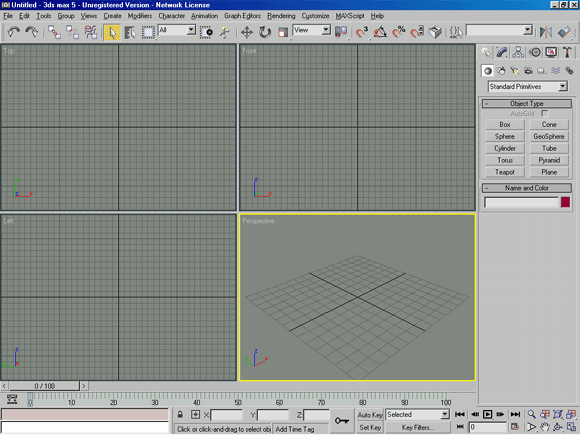 Untitled - 3ds max 5 - Unregistered Version - Network License
File Edit Tools Group Views Create Modifiers Character Animation Graph Editors Rendering Customize MAXScript Help
All
View
3
Top
Front
Standard Primitives
- Object Type
AutoGrid
Box Cone
Sphere GeoSphere
Cylinder Tube
Torus Pyramid
Teapot Plane
- Name and Color
z x
z x
Left
Perspective
z
z x
< 0 / 100 >
0 10 20 30 40 50 60 70 80 90 100
X: Y: Z: Auto Key Selected
Click or click-and-drag to select obj Add Time Tag Set Key Key Filters... 0